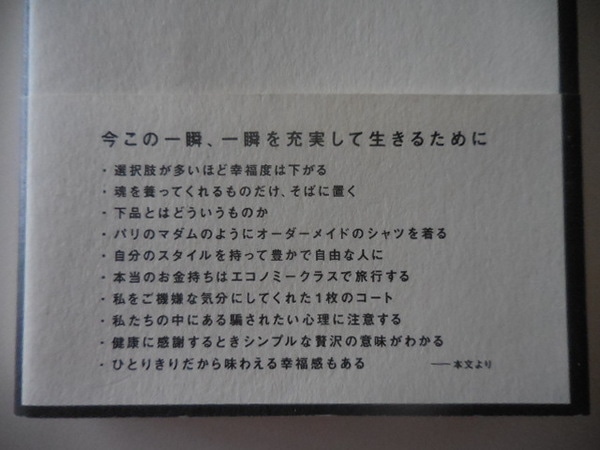 今この一瞬、一瞬を充実して生きるために
・選択肢が多いほど幸福度は下がる
・魂を養ってくれるものだけ、そばに置く
・下品とはどういうものか
・パリのマダムのようにオーダーメイドのシャツを着る
・自分のスタイルを持って豊かで自由な人に
・本当のお金持ちはエコノミークラスで旅行する
・私をご機嫌な気分にしてくれた1枚のコート
・私たちの中にある騙されたい心理に注意する
・健康に感謝するときシンプルな贅沢の意味がわかる
・ひとりきりだから味わえる幸福感もある ──本文より